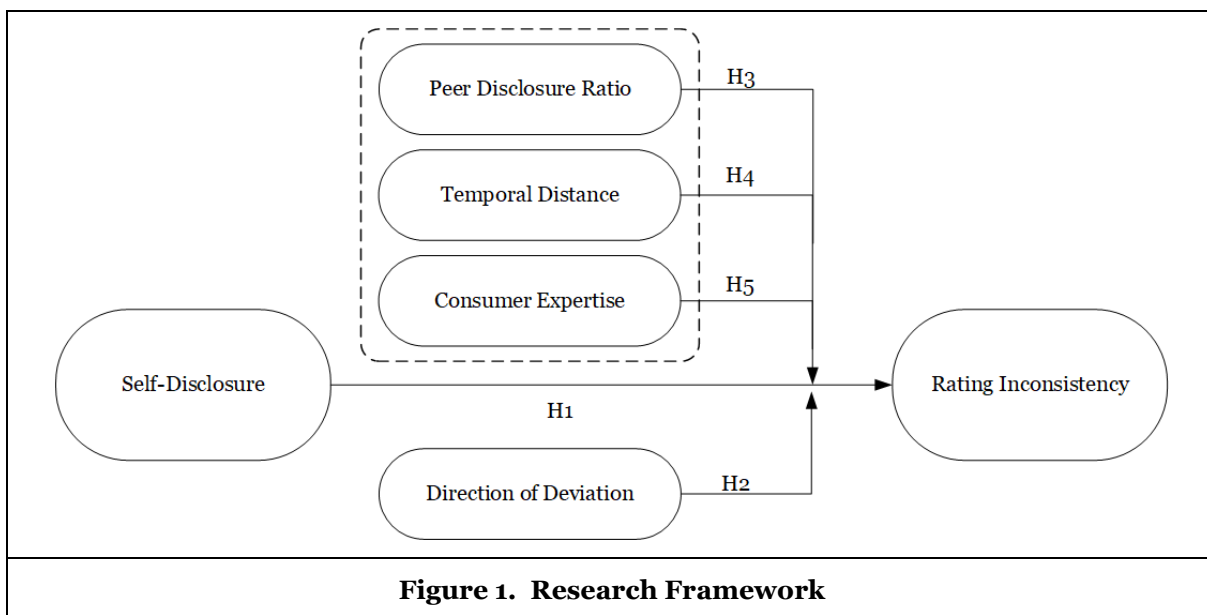 Peer Disclosure Ratio
H3
Temporal Distance
H4
Consumer Expertise
H5
Self-Disclosure
Rating Inconsistency
H1
Direction of Deviation
H2
Figure 1. Research Framework